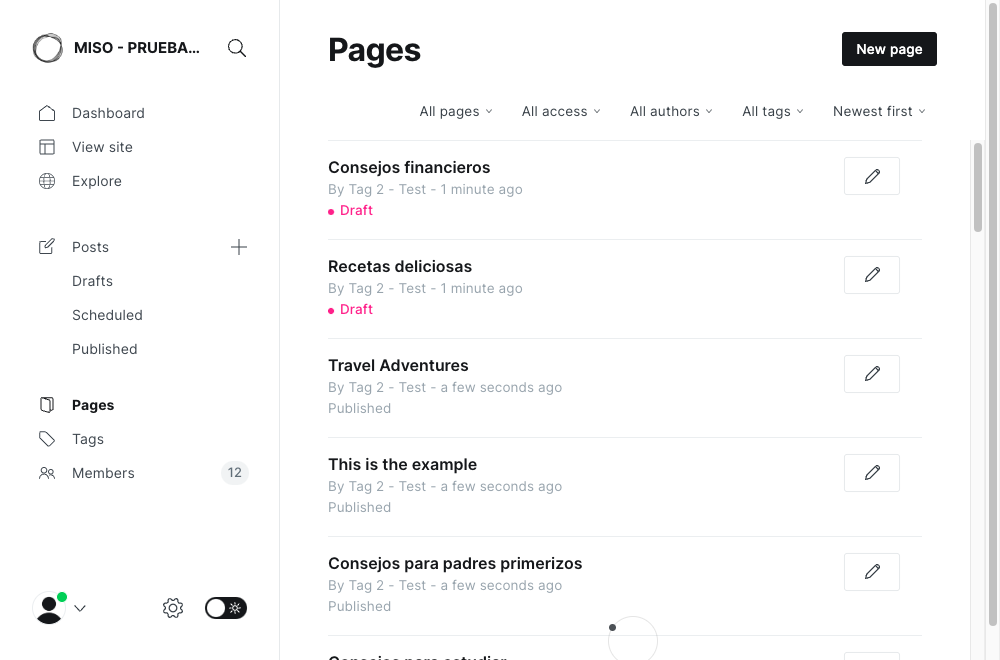 MISO - PRUEBA...
Dashboard
View site
Explore
Posts
Drafts
Scheduled
Published
Pages
Tags
Members
12
Pages
New page
All pages
All access
All authors
All tags
Newest first
Consejos financieros
By Tag 2 - Test - 1 minute ago
Draft
Recetas deliciosas
By Tag 2 - Test - 1 minute ago
Draft
Travel Adventures
By Tag 2 - Test - a few seconds ago
Published
This is the example
By Tag 2 - Test - a few seconds ago
Published
Consejos para padres primerizos
By Tag 2 - Test - a few seconds ago
Published
Consejos para estudiar